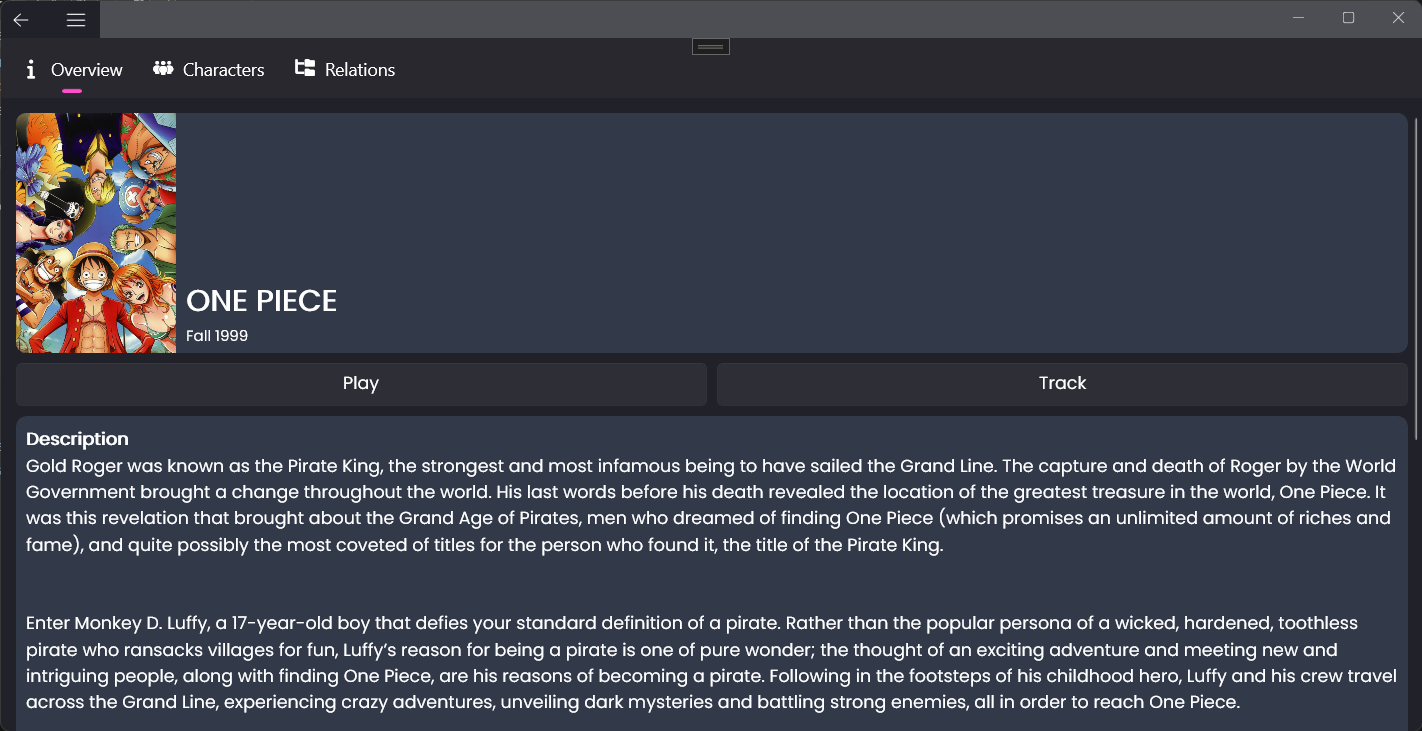 Overview
Characters
Relations
ONE PIECE
Fall 1999
Play
Track
Description
Gold Roger was known as the Pirate King, the strongest and most infamous being to have sailed the Grand Line. The capture and death of Roger by the World
Government brought a change throughout the world. His last words before his death revealed the location of the greatest treasure in the world, One Piece. It
was this revelation that brought about the Grand Age of Pirates, men who dreamed of finding One Piece (which promises an unlimited amount of riches and
fame), and quite possibly the most coveted of titles for the person who found it, the title of the Pirate King.
Enter Monkey D. Luffy, a 17-year-old boy that defies your standard definition of a pirate. Rather than the popular persona of a wicked, hardened, toothless
pirate who ransacks villages for fun, Luffy’s reason for being a pirate is one of pure wonder; the thought of an exciting adventure and meeting new and
intriguing people, along with finding One Piece, are his reasons of becoming a pirate. Following in the footsteps of his childhood hero, Luffy and his crew travel
across the Grand Line, experiencing crazy adventures, unveiling dark mysteries and battling strong enemies, all in order to reach One Piece.